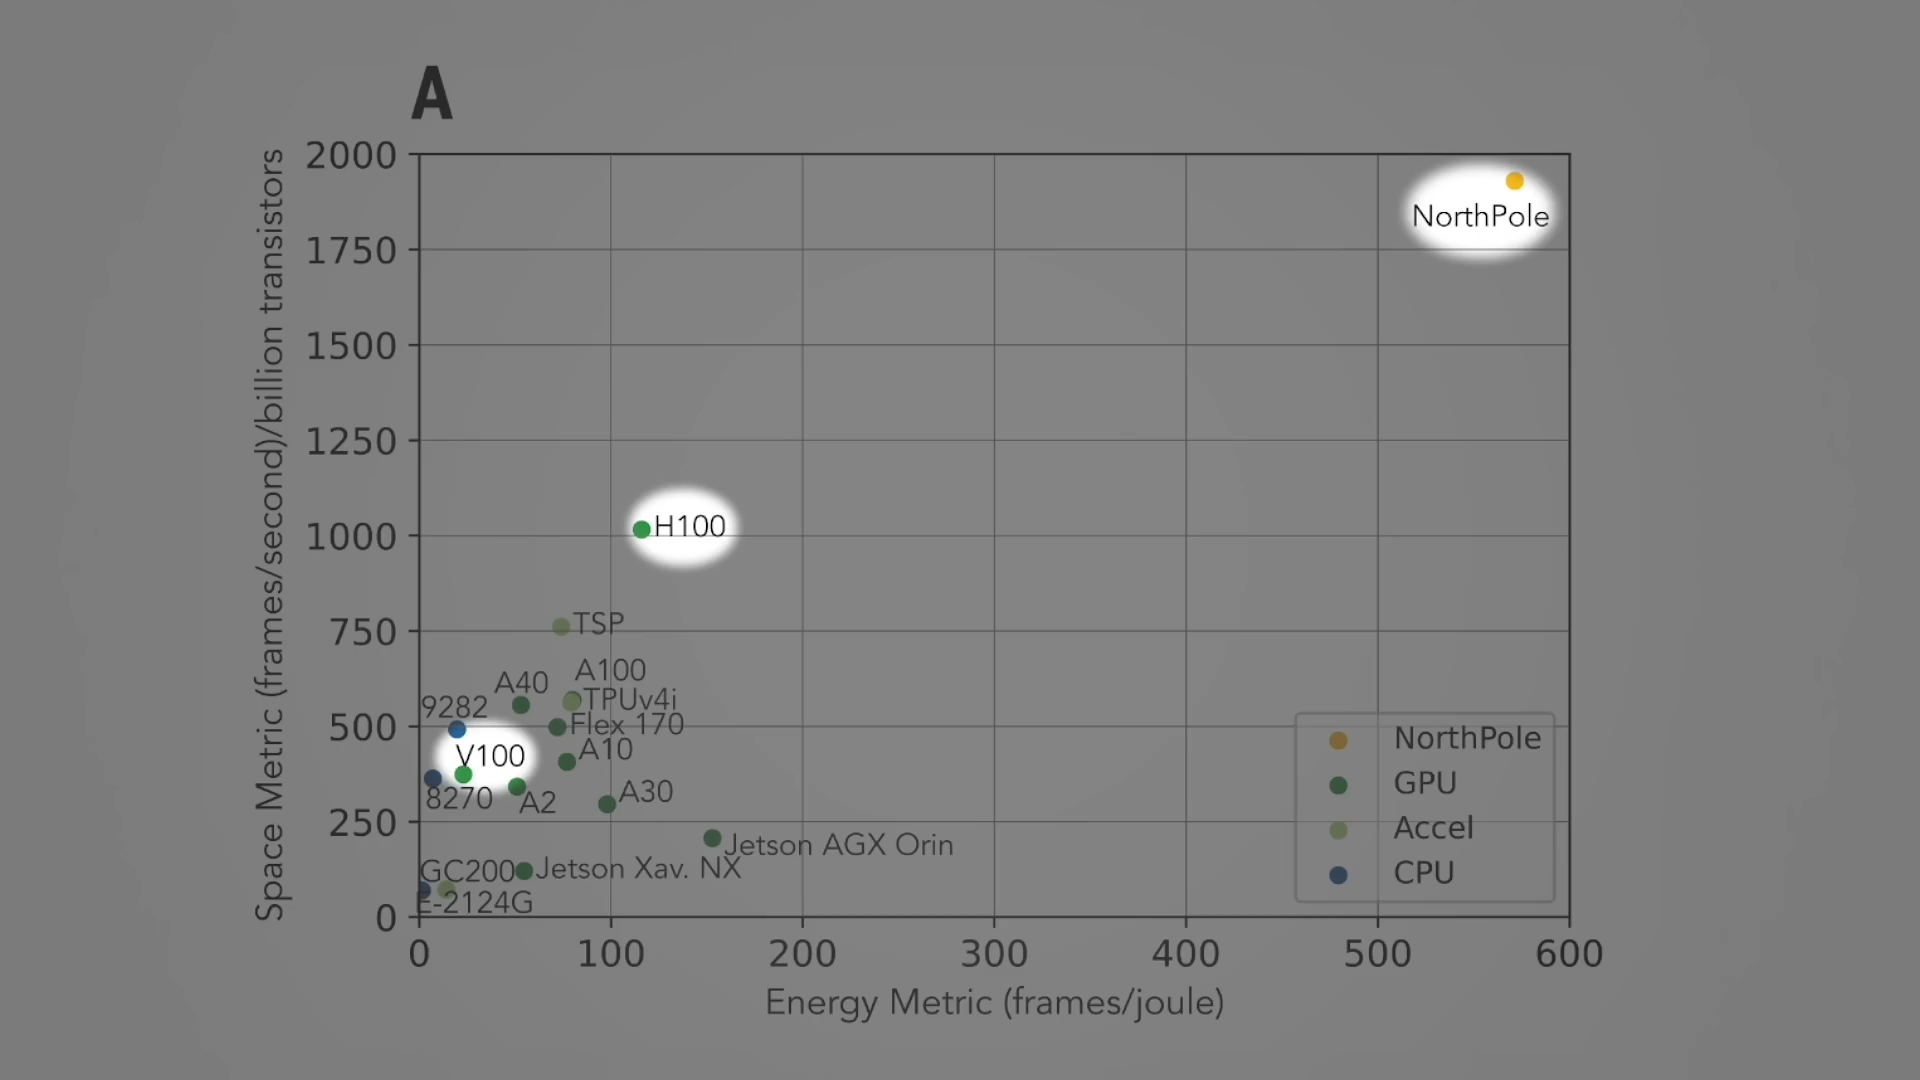 A
Space Metric (frames/second)/billion transistors
2000
1750
1500
1250
1000
750
500
250
0
NorthPole
H100
TSP
A100
A40
TPUv4i
9282
Flex 170
V100
A10
8270
A2
A30
Jetson AGX Orin
GC200
Jetson Xav. NX
E-2124G
NorthPole
GPU
Accel
CPU
0 100 200 300 400 500 600
Energy Metric (frames/joule)